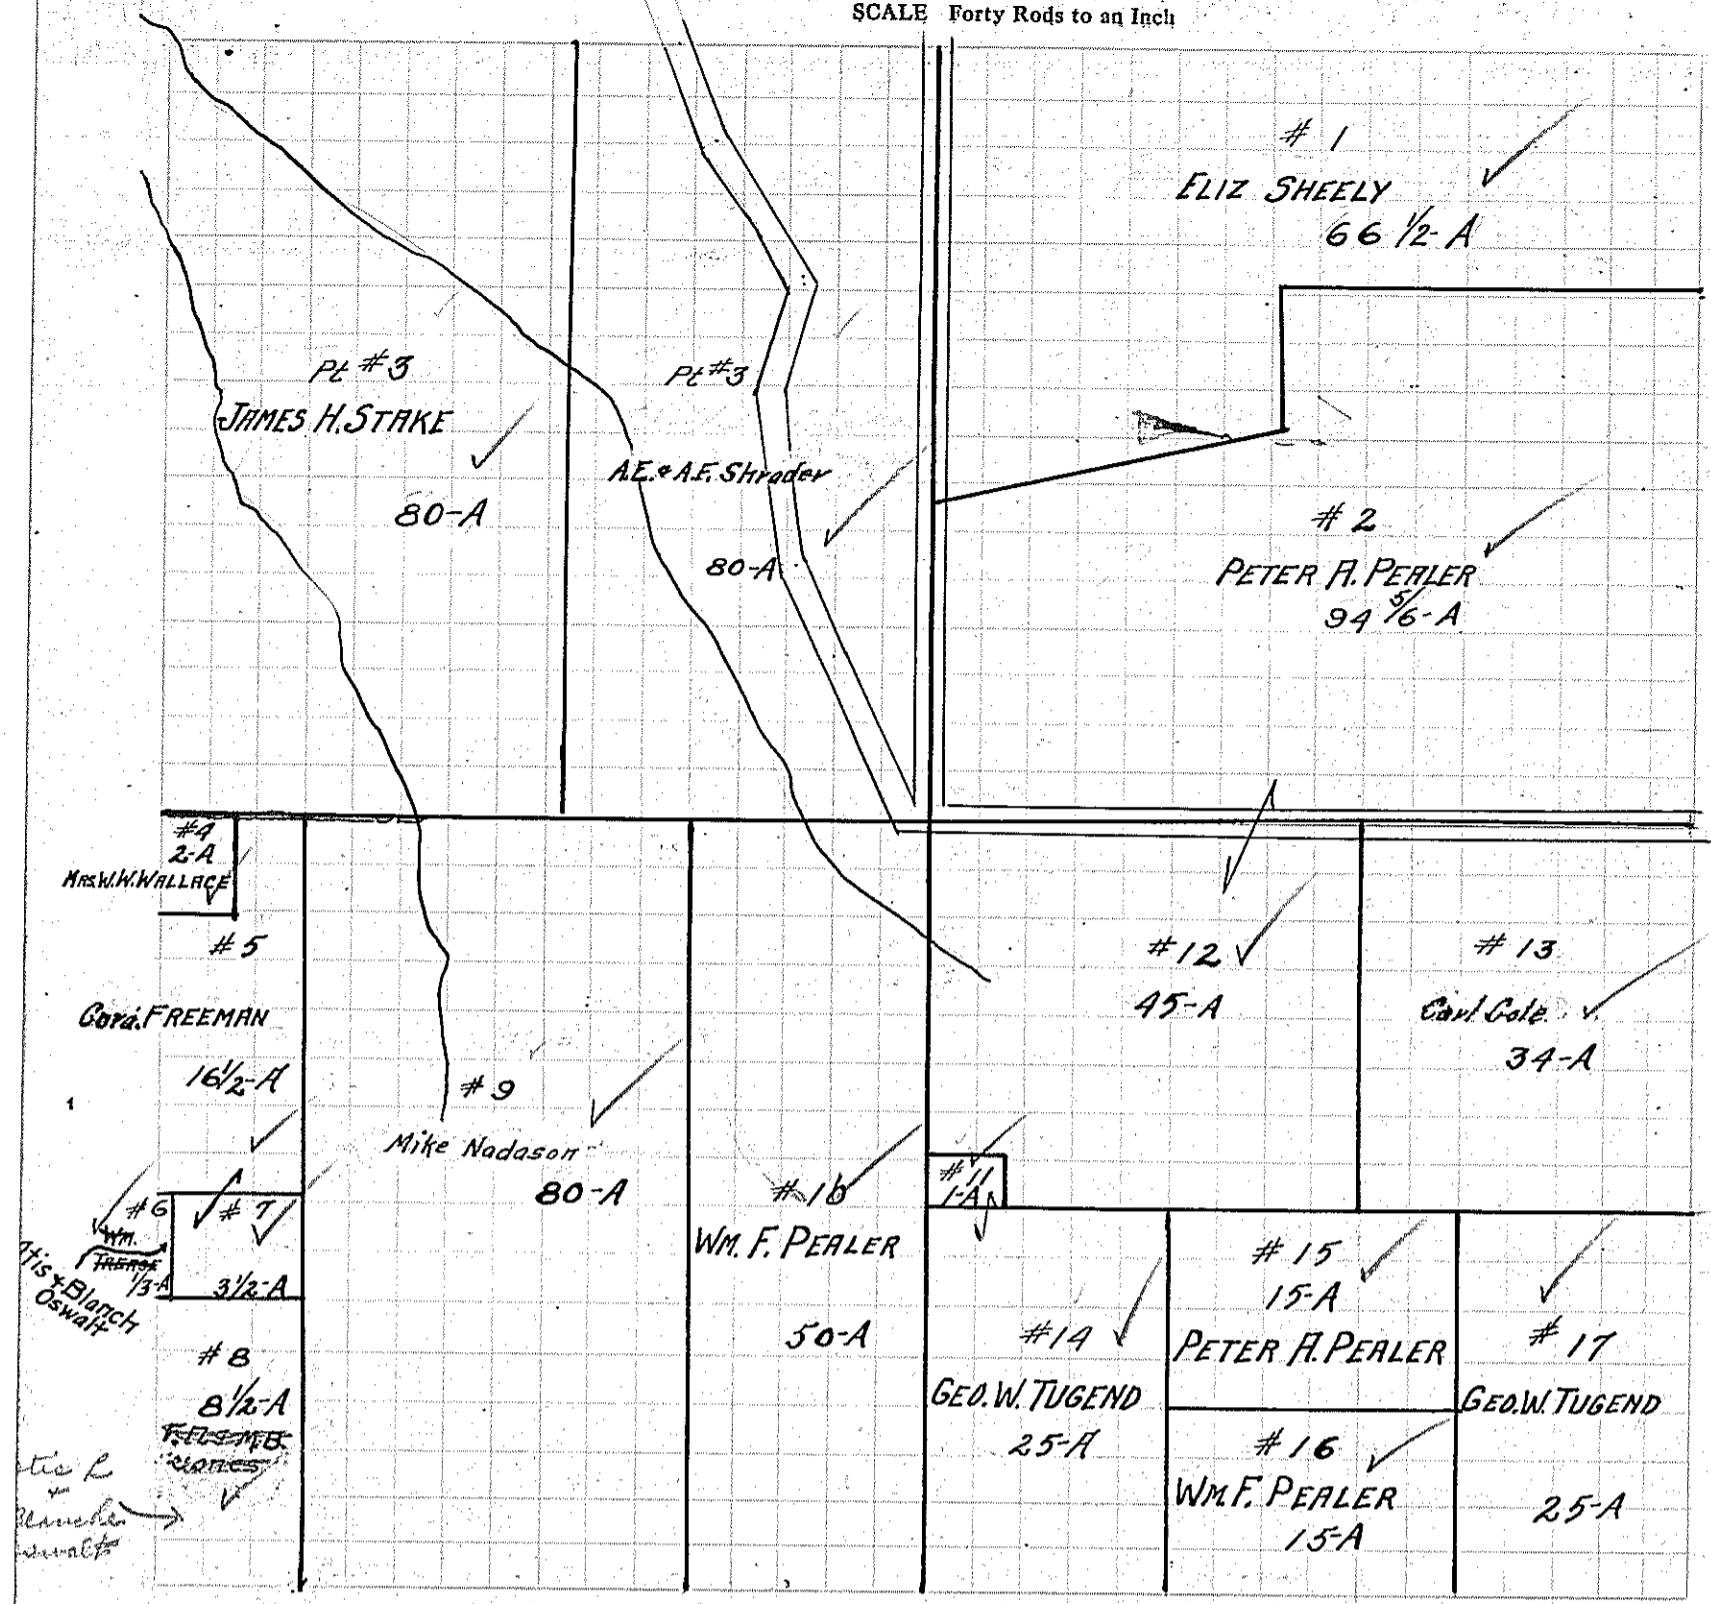 SCALE Forty Rods to an Inch
# 1
ELIZ SHEELY
66 1/2-A
Pt #3
JAMES H. STAKE
80-A
Pt #3
A.E. & A.F. Shrader
80-A
# 2
PETER A. PEALER
94 5/6-A
#4
2-A
MRS. W.W. WALLACE
# 5
FREEMAN
16 1/2-A
# 9
Mike Nadason
80-A
# 10
WM. F. PEALER
50-A
# 11
1-A
# 12
45-A
# 13
Carl Cole
34-A
# 6
WM.
TREASE
1/3-A
& Blanch
Oswalt
# 7
3 1/2-A
# 8
8 1/2-A
JONES
#14
GEO. W. TUGEND
25-A
# 15
15-A
PETER A. PEALER
# 16
WM. F. PEALER
15-A
# 17
GEO. W. TUGEND
25-A